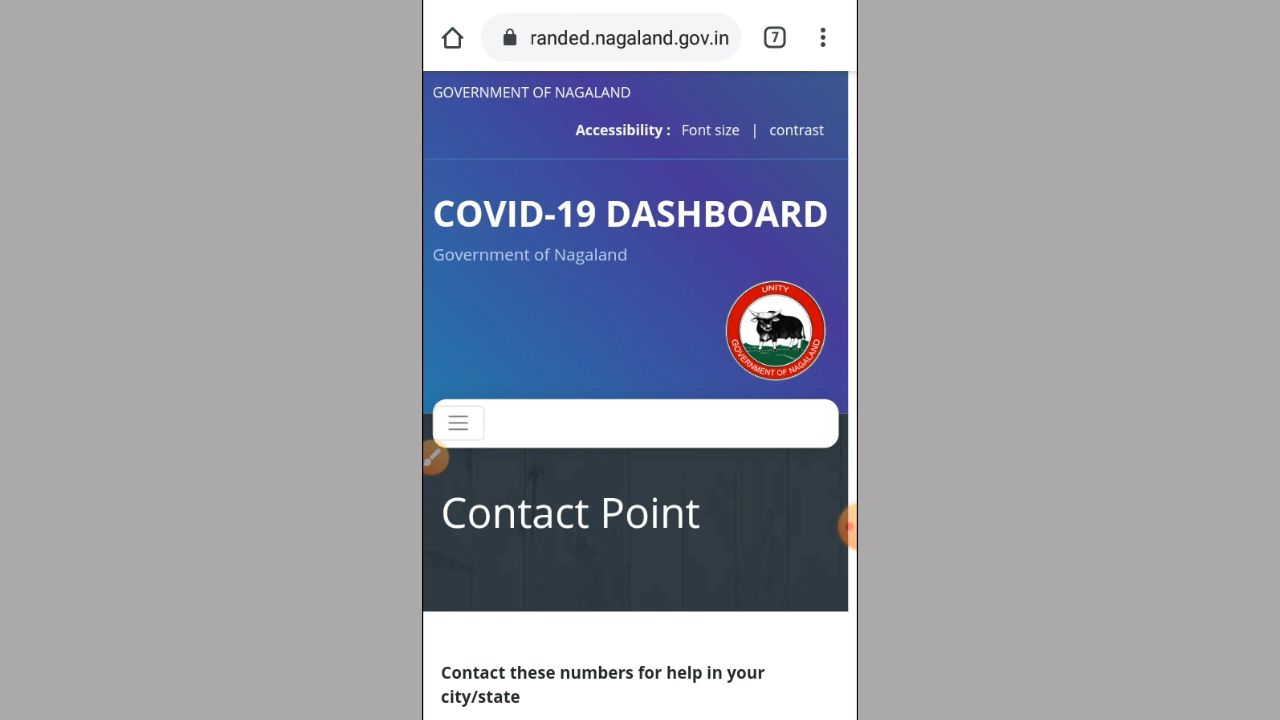 randed.nagaland.gov.in
7
GOVERNMENT OF NAGALAND
Accessibility : Font size | contrast
COVID-19 DASHBOARD
Government of Nagaland
UNITY
GOVERNMENT OF NAGALAND
Contact Point
Contact these numbers for help in your
city/state